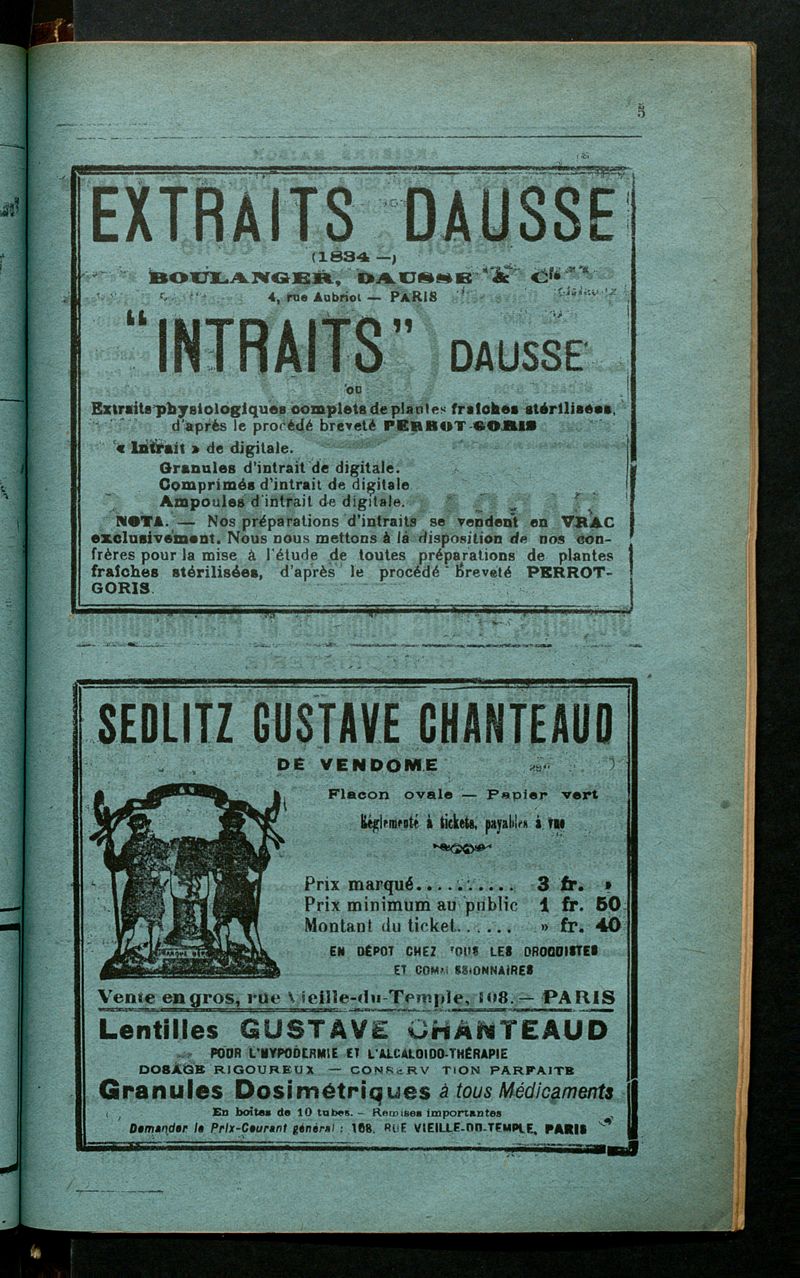 5
EXTRAITS DAUSSE
(1834 —)
BOULANGER, DAUSSE & Cie
4, rue Aubriot — PARIS
"INTRAITS" DAUSSE
ou
Extraits physiologiques complets de plantes fraîches stérilisées,
d'après le procédé breveté PERROT-GORIS
« Intrait » de digitale.
Granules d'intrait de digitale.
Comprimés d'intrait de digitale
Ampoules d'intrait de digitale.
NOTA. — Nos préparations d'intraits se vendent en VRAC
exclusivement. Nous nous mettons à la disposition de nos con-
frères pour la mise à l'étude de toutes préparations de plantes
fraîches stérilisées, d'après le procédé Breveté PERROT-
GORIS.
SEDLITZ GUSTAVE CHANTEAUD
DE VENDOME
Flacon ovale — Papier vert
Réglementé à tickets, payables à vue
Prix marqué.......... 3 fr. »
Prix minimum au public 1 fr. 50
Montant du ticket...... » fr. 40
EN DÉPOT CHEZ TOUS LES DROGUISTES
ET COMMISSIONNAIRES
Vente en gros, rue Vieille-du-Temple, 108. — PARIS
Lentilles GUSTAVE CHANTEAUD
POUR L'HYPODERMIE ET L'ALCALOIDO-THÉRAPIE
DOSAGE RIGOUREUX — CONSERVATION PARFAITE
Granules Dosimétriques à tous Médicaments
En boîtes de 10 tubes. — Remises importantes
Demander le Prix-Courant général : 108, RUE VIEILLE-DU-TEMPLE, PARIS